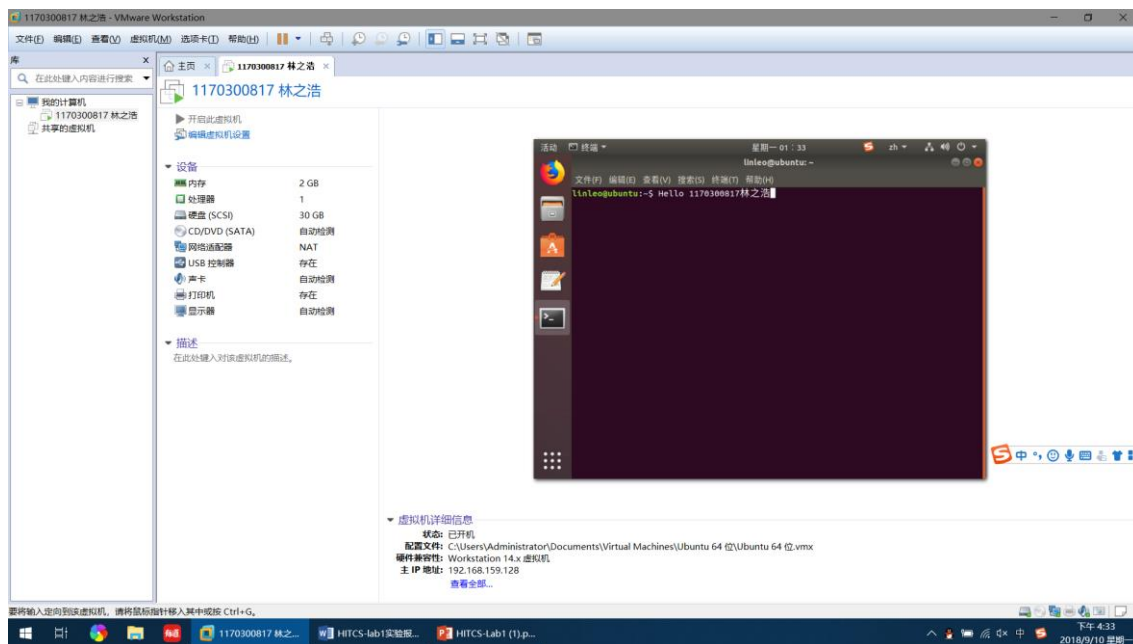 1170300817 林之浩 - VMware Workstation
文件(F) 编辑(E) 查看(V) 虚拟机(M) 选项卡(T) 帮助(H)
库
在此处键入内容进行搜索
我的计算机
1170300817 林之浩
共享的虚拟机
主页 1170300817 林之浩
1170300817 林之浩
开启此虚拟机
编辑虚拟机设置
设备
内存 2 GB
处理器 1
硬盘 (SCSI) 30 GB
CD/DVD (SATA) 自动检测
网络适配器 NAT
USB 控制器 存在
声卡 自动检测
打印机 存在
显示器 自动检测
描述
在此处键入对该虚拟机的描述。
活动 终端 星期一 01:33 zh
linleo@ubuntu: ~
文件(F) 编辑(E) 查看(V) 搜索(S) 终端(T) 帮助(H)
linleo@ubuntu:~$ Hello 1170300817林之浩
中
虚拟机详细信息
状态: 已开机
配置文件: C:\Users\Administrator\Documents\Virtual Machines\Ubuntu 64 位\Ubuntu 64 位.vmx
硬件兼容性: Workstation 14.x 虚拟机
主 IP 地址: 192.168.159.128
查看全部...
要将输入定向到该虚拟机，请将鼠标指针移入其中或按 Ctrl+G。
1170300817 林之... HITCS-lab1实验报... HITCS-Lab1 (1).p...
中
下午 4:33
2018/9/10 星期一